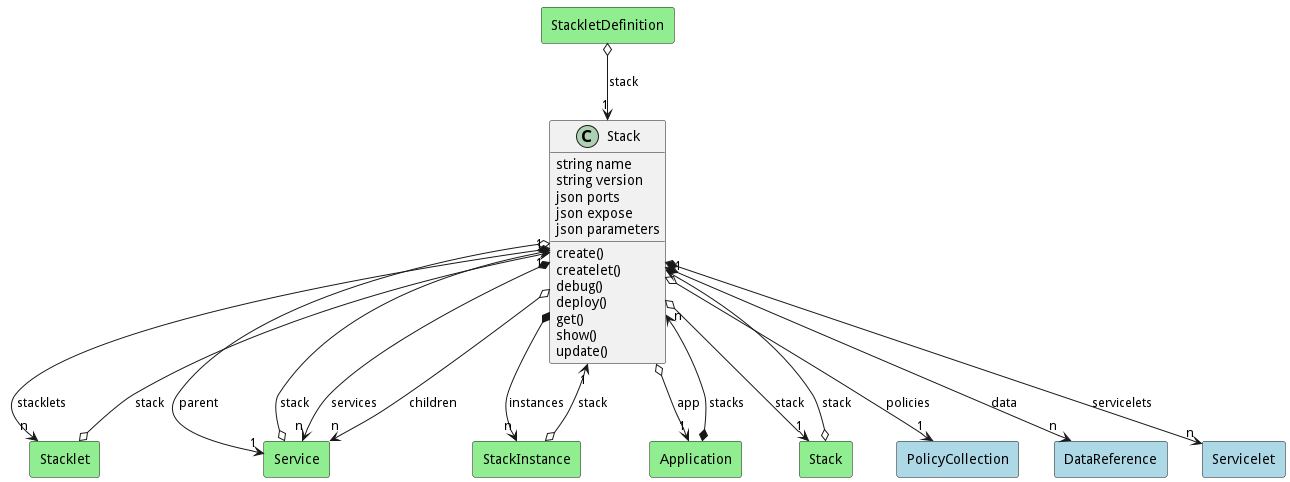 StackletDefinition
stack
1
C Stack
string name
string version
json ports
json expose
json parameters
create()
createlet()
debug()
deploy()
get()
show()
update()
1
1
1
n
1
stacklets
stack
parent
stack
services
children
instances
stack
app
stacks
stack
stack
policies
data
servicelets
n
1
n
n
n
1
1
1
n
n
Stacklet
Service
StackInstance
Application
Stack
PolicyCollection
DataReference
Servicelet